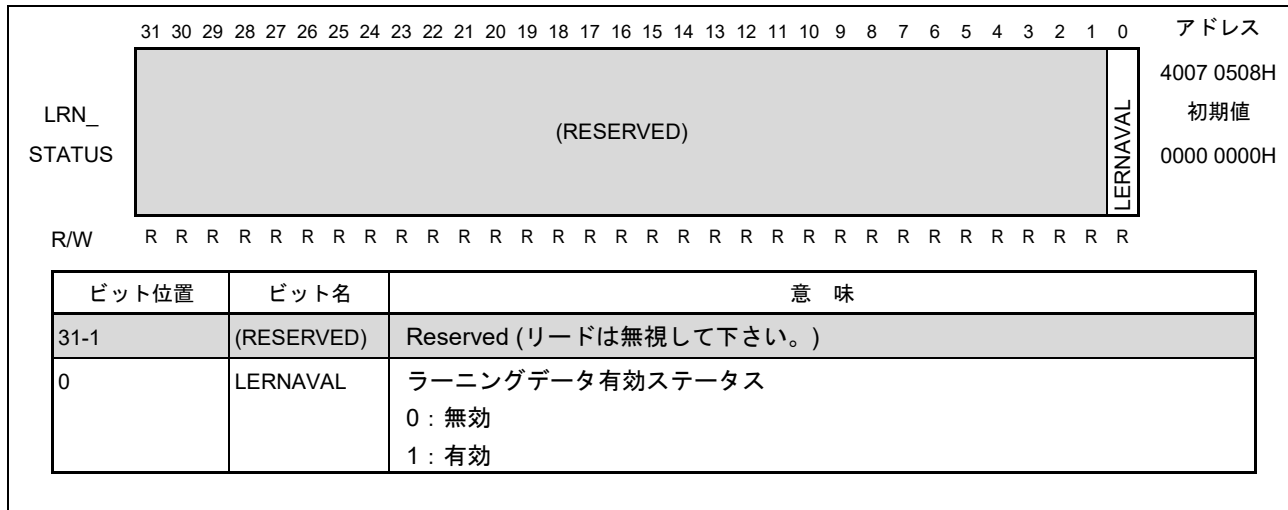 31 30 29 28 27 26 25 24 23 22 21 20 19 18 17 16 15 14 13 12 11 10 9 8 7 6 5 4 3 2 1 0 アドレス
4007 0508H
LRN_
STATUS
(RESERVED)
LERNAVAL
初期値
0000 0000H
R/W R R R R R R R R R R R R R R R R R R R R R R R R R R R R R R R R
ビット位置 ビット名 意 味
31-1 (RESERVED) Reserved (リードは無視して下さい。)
0 LERNAVAL ラーニングデータ有効ステータス
0：無効
1：有効